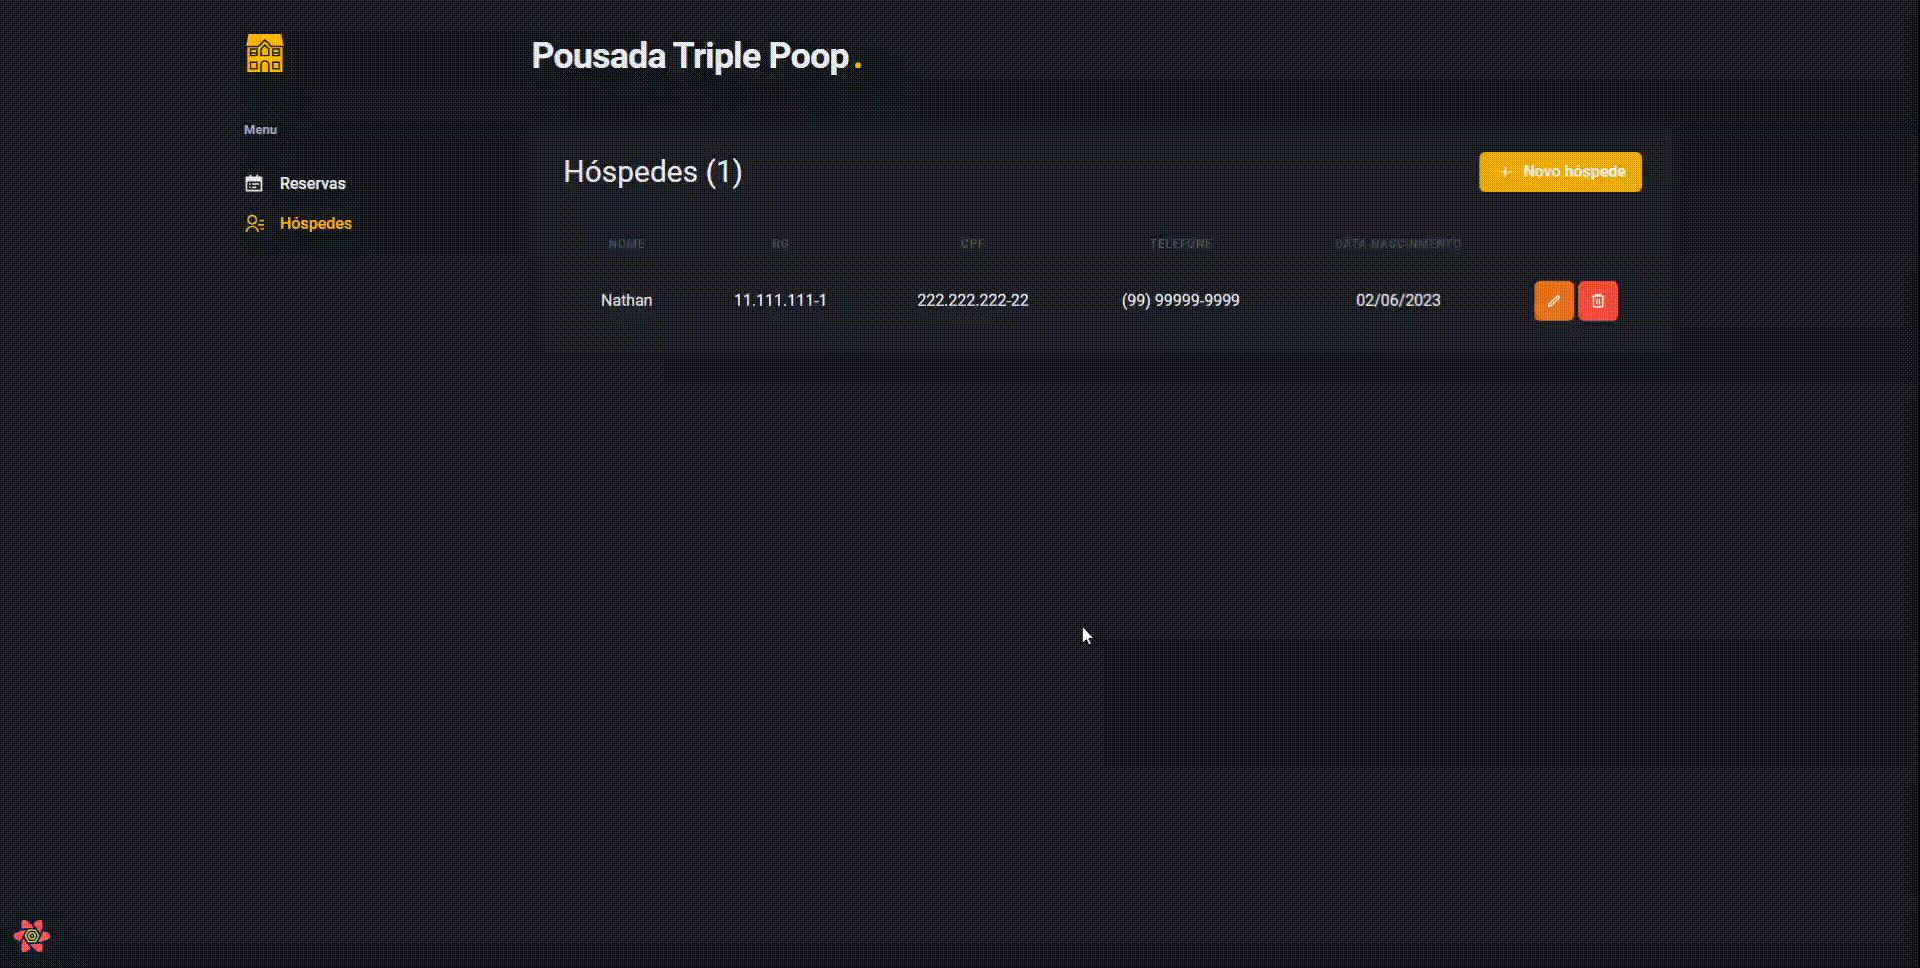 Pousada Triple Poop.
Menu
Reservas
Hóspedes
Hóspedes (1)
+ Novo hóspede
NOME RG CPF TELEFONE DATA NASCINMENTO
Nathan 11.111.111-1 222.222.222-22 (99) 99999-9999 02/06/2023